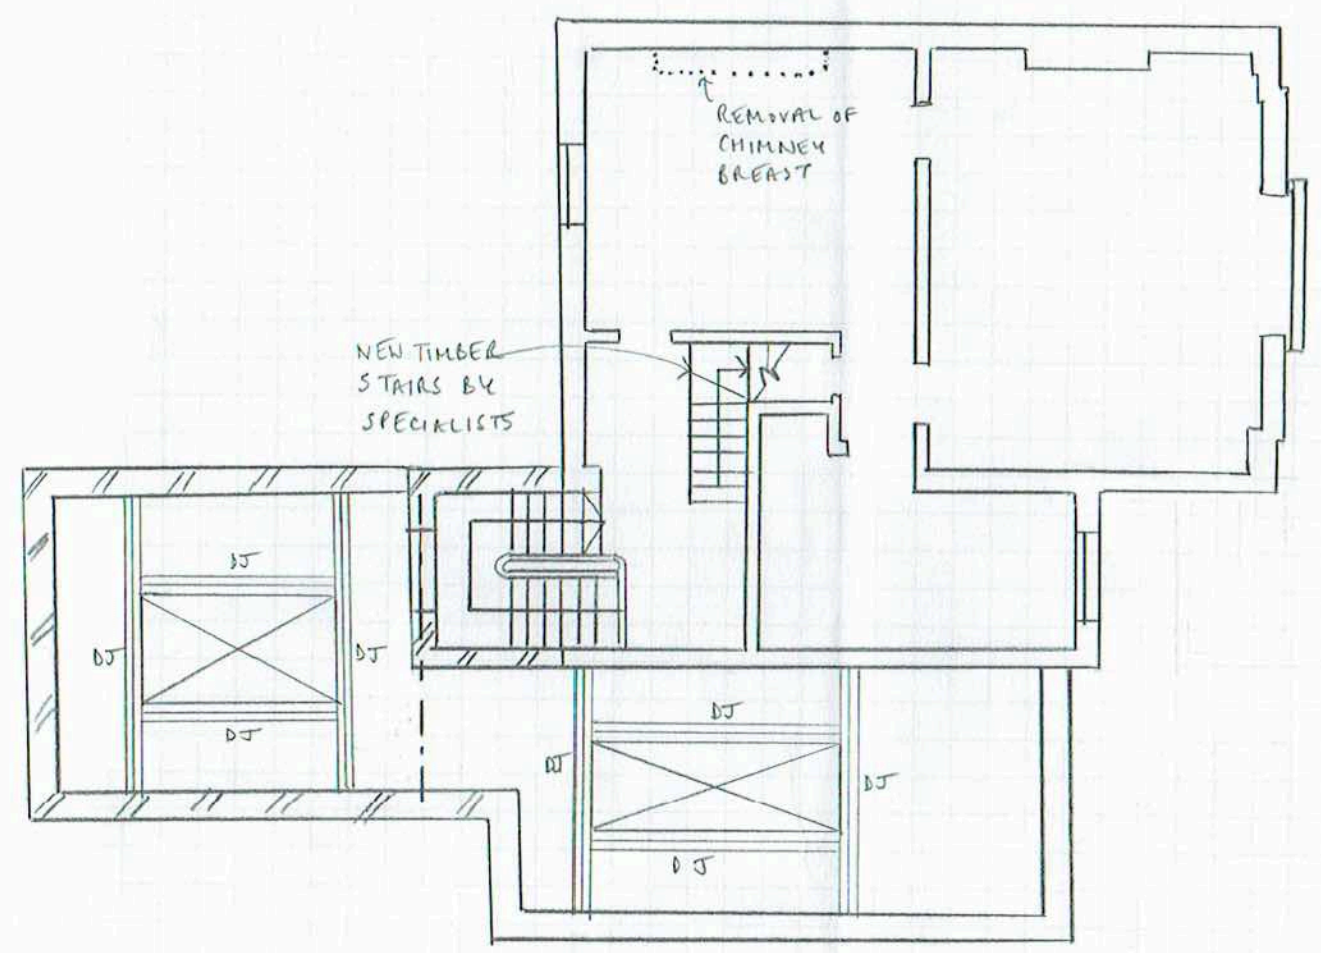 REMOVAL OF
CHIMNEY
BREAST
NEW TIMBER
STAIRS BY
SPECIALISTS
DJ
DJ
DJ
DJ
DJ
DJ
DJ
DJ